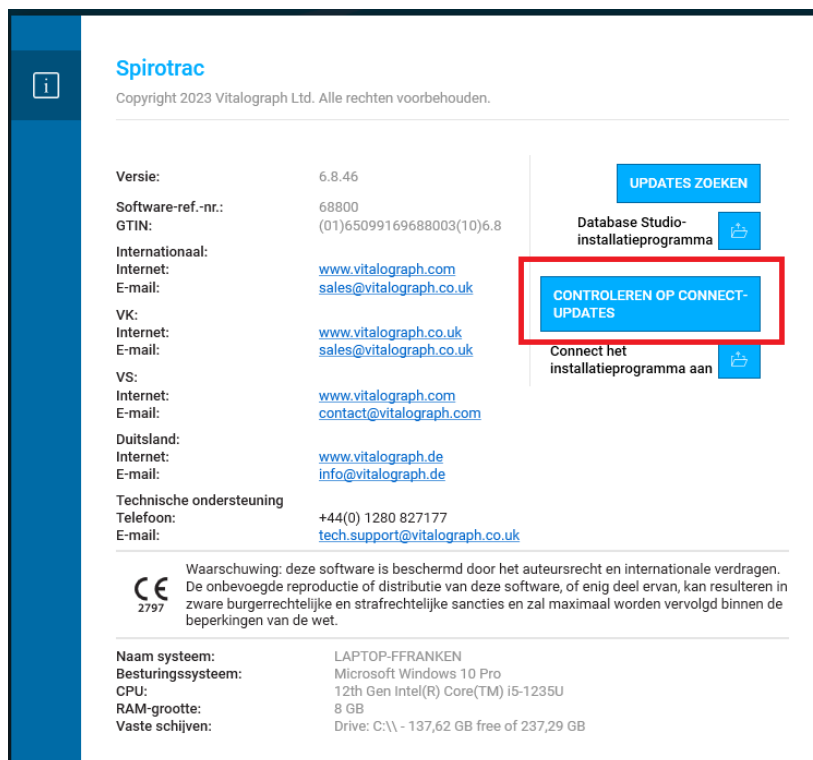 Spirotrac
Copyright 2023 Vitalograph Ltd. Alle rechten voorbehouden.
Versie: 6.8.46
UPDATES ZOEKEN
Software-ref.-nr.: 68800
GTIN: (01)65099169688003(10)6.8
Database Studio-
installatieprogramma
Internationaal:
Internet: www.vitalograph.com
E-mail: sales@vitalograph.co.uk
CONTROLEREN OP CONNECT-
UPDATES
VK:
Internet: www.vitalograph.co.uk
E-mail: sales@vitalograph.co.uk
Connect het
installatieprogramma aan
VS:
Internet: www.vitalograph.com
E-mail: contact@vitalograph.com
Duitsland:
Internet: www.vitalograph.de
E-mail: info@vitalograph.de
Technische ondersteuning
Telefoon: +44(0) 1280 827177
E-mail: tech.support@vitalograph.co.uk
CE
2797
Waarschuwing: deze software is beschermd door het auteursrecht en internationale verdragen.
De onbevoegde reproductie of distributie van deze software, of enig deel ervan, kan resulteren in
zware burgerrechtelijke en strafrechtelijke sancties en zal maximaal worden vervolgd binnen de
beperkingen van de wet.
Naam systeem: LAPTOP-FFRANKEN
Besturingssysteem: Microsoft Windows 10 Pro
CPU: 12th Gen Intel(R) Core(TM) i5-1235U
RAM-grootte: 8 GB
Vaste schijven: Drive: C:\\ - 137,62 GB free of 237,29 GB